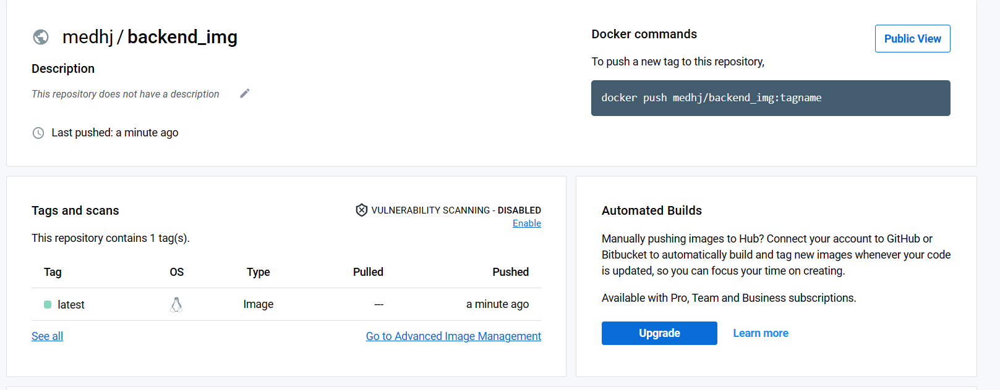 medhj / backend_img
Description
This repository does not have a description
Last pushed: a minute ago
Docker commands
Public View
To push a new tag to this repository,
docker push medhj/backend_img:tagname
Tags and scans
VULNERABILITY SCANNING - DISABLED
Enable
This repository contains 1 tag(s).
Tag OS Type Pulled Pushed
latest Image --- a minute ago
See all
Go to Advanced Image Management
Automated Builds
Manually pushing images to Hub? Connect your account to GitHub or
Bitbucket to automatically build and tag new images whenever your code
is updated, so you can focus your time on creating.
Available with Pro, Team and Business subscriptions.
Upgrade
Learn more